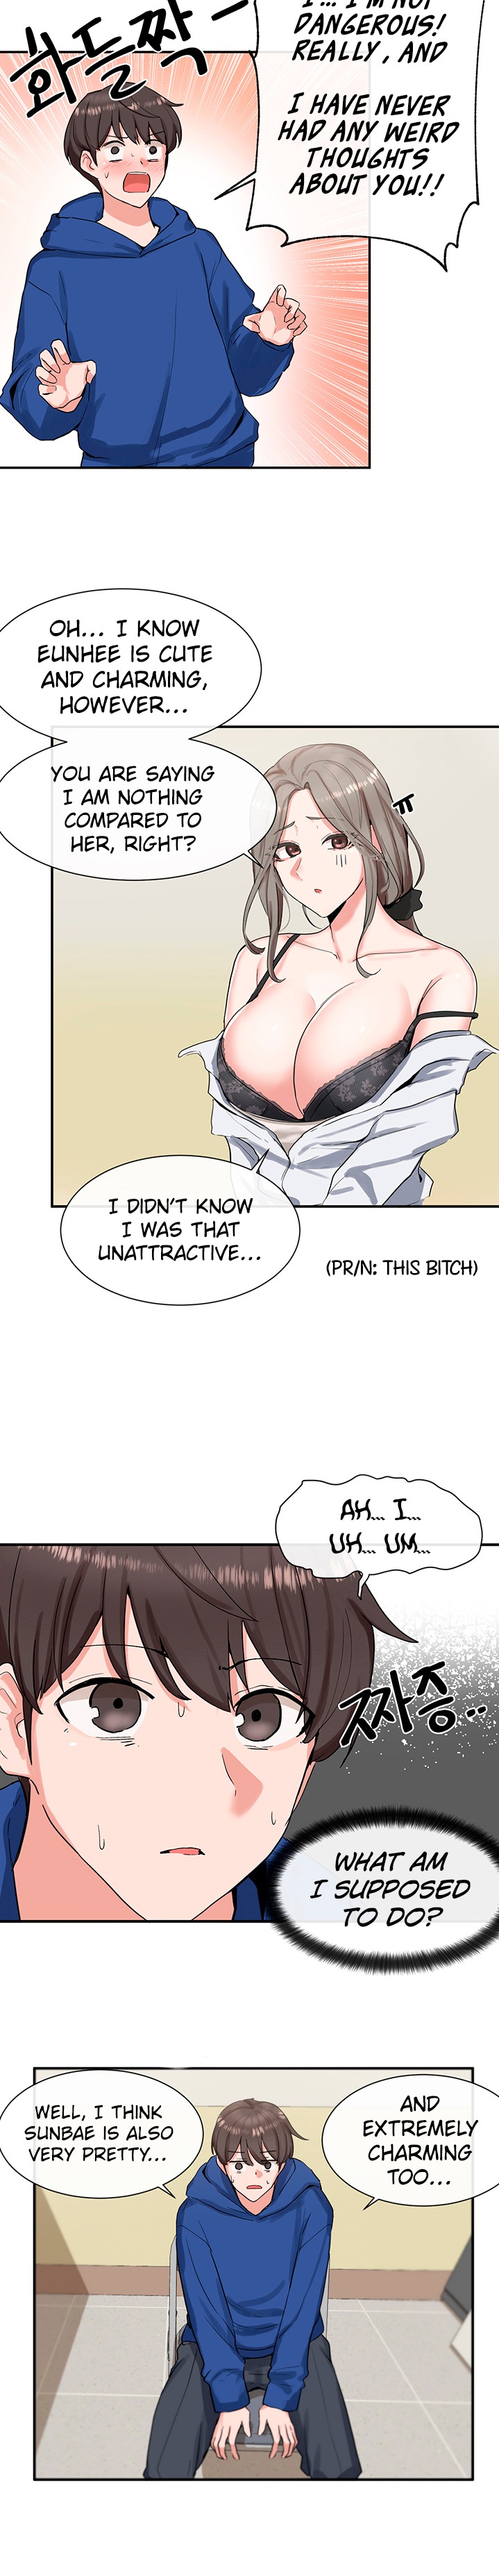 I... I'M NOT
DANGEROUS!
REALLY, AND
화들짝-
I HAVE NEVER
HAD ANY WEIRD
THOUGHTS
ABOUT YOU!!
OH... I KNOW
EUNHEE IS CUTE
AND CHARMING,
HOWEVER...
YOU ARE SAYING
I AM NOTHING
COMPARED TO
HER, RIGHT?
I DIDN'T KNOW
I WAS THAT
UNATTRACTIVE...
(PR/N: THIS BITCH)
AH... I...
UH... UM...
짜증..
WHAT AM
I SUPPOSED
TO DO?
WELL, I THINK
SUNBAE IS ALSO
VERY PRETTY...
AND
EXTREMELY
CHARMING
TOO...